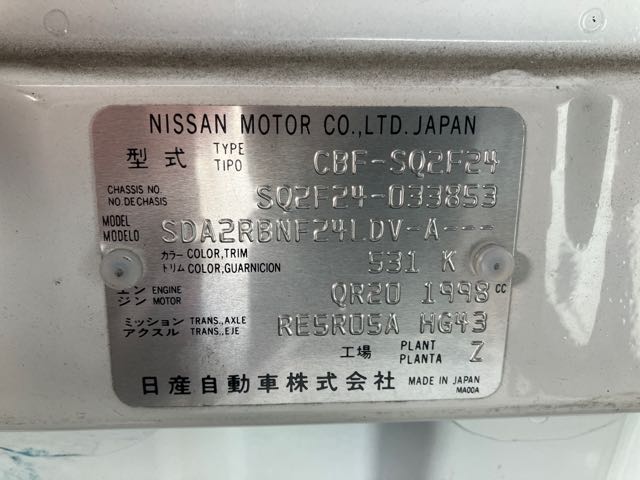 NISSAN MOTOR CO.,LTD. JAPAN
型式 TYPE TIPO CBF-SQ2F24
CHASSIS NO. NO.DE CHASIS SQ2F24-033853
MODEL MODELO SDA2RBNF24LDV-A---
カラー COLOR,TRIM
トリム COLOR,GUARNICION 531 K
エン ENGINE
ジン MOTOR QR20 1998 cc
ミッション TRANS.,AXLE
アクスル TRANS.,EJE RE5R05A HG43
工場 PLANT PLANTA Z
日産自動車株式会社 MADE IN JAPAN
MA00A